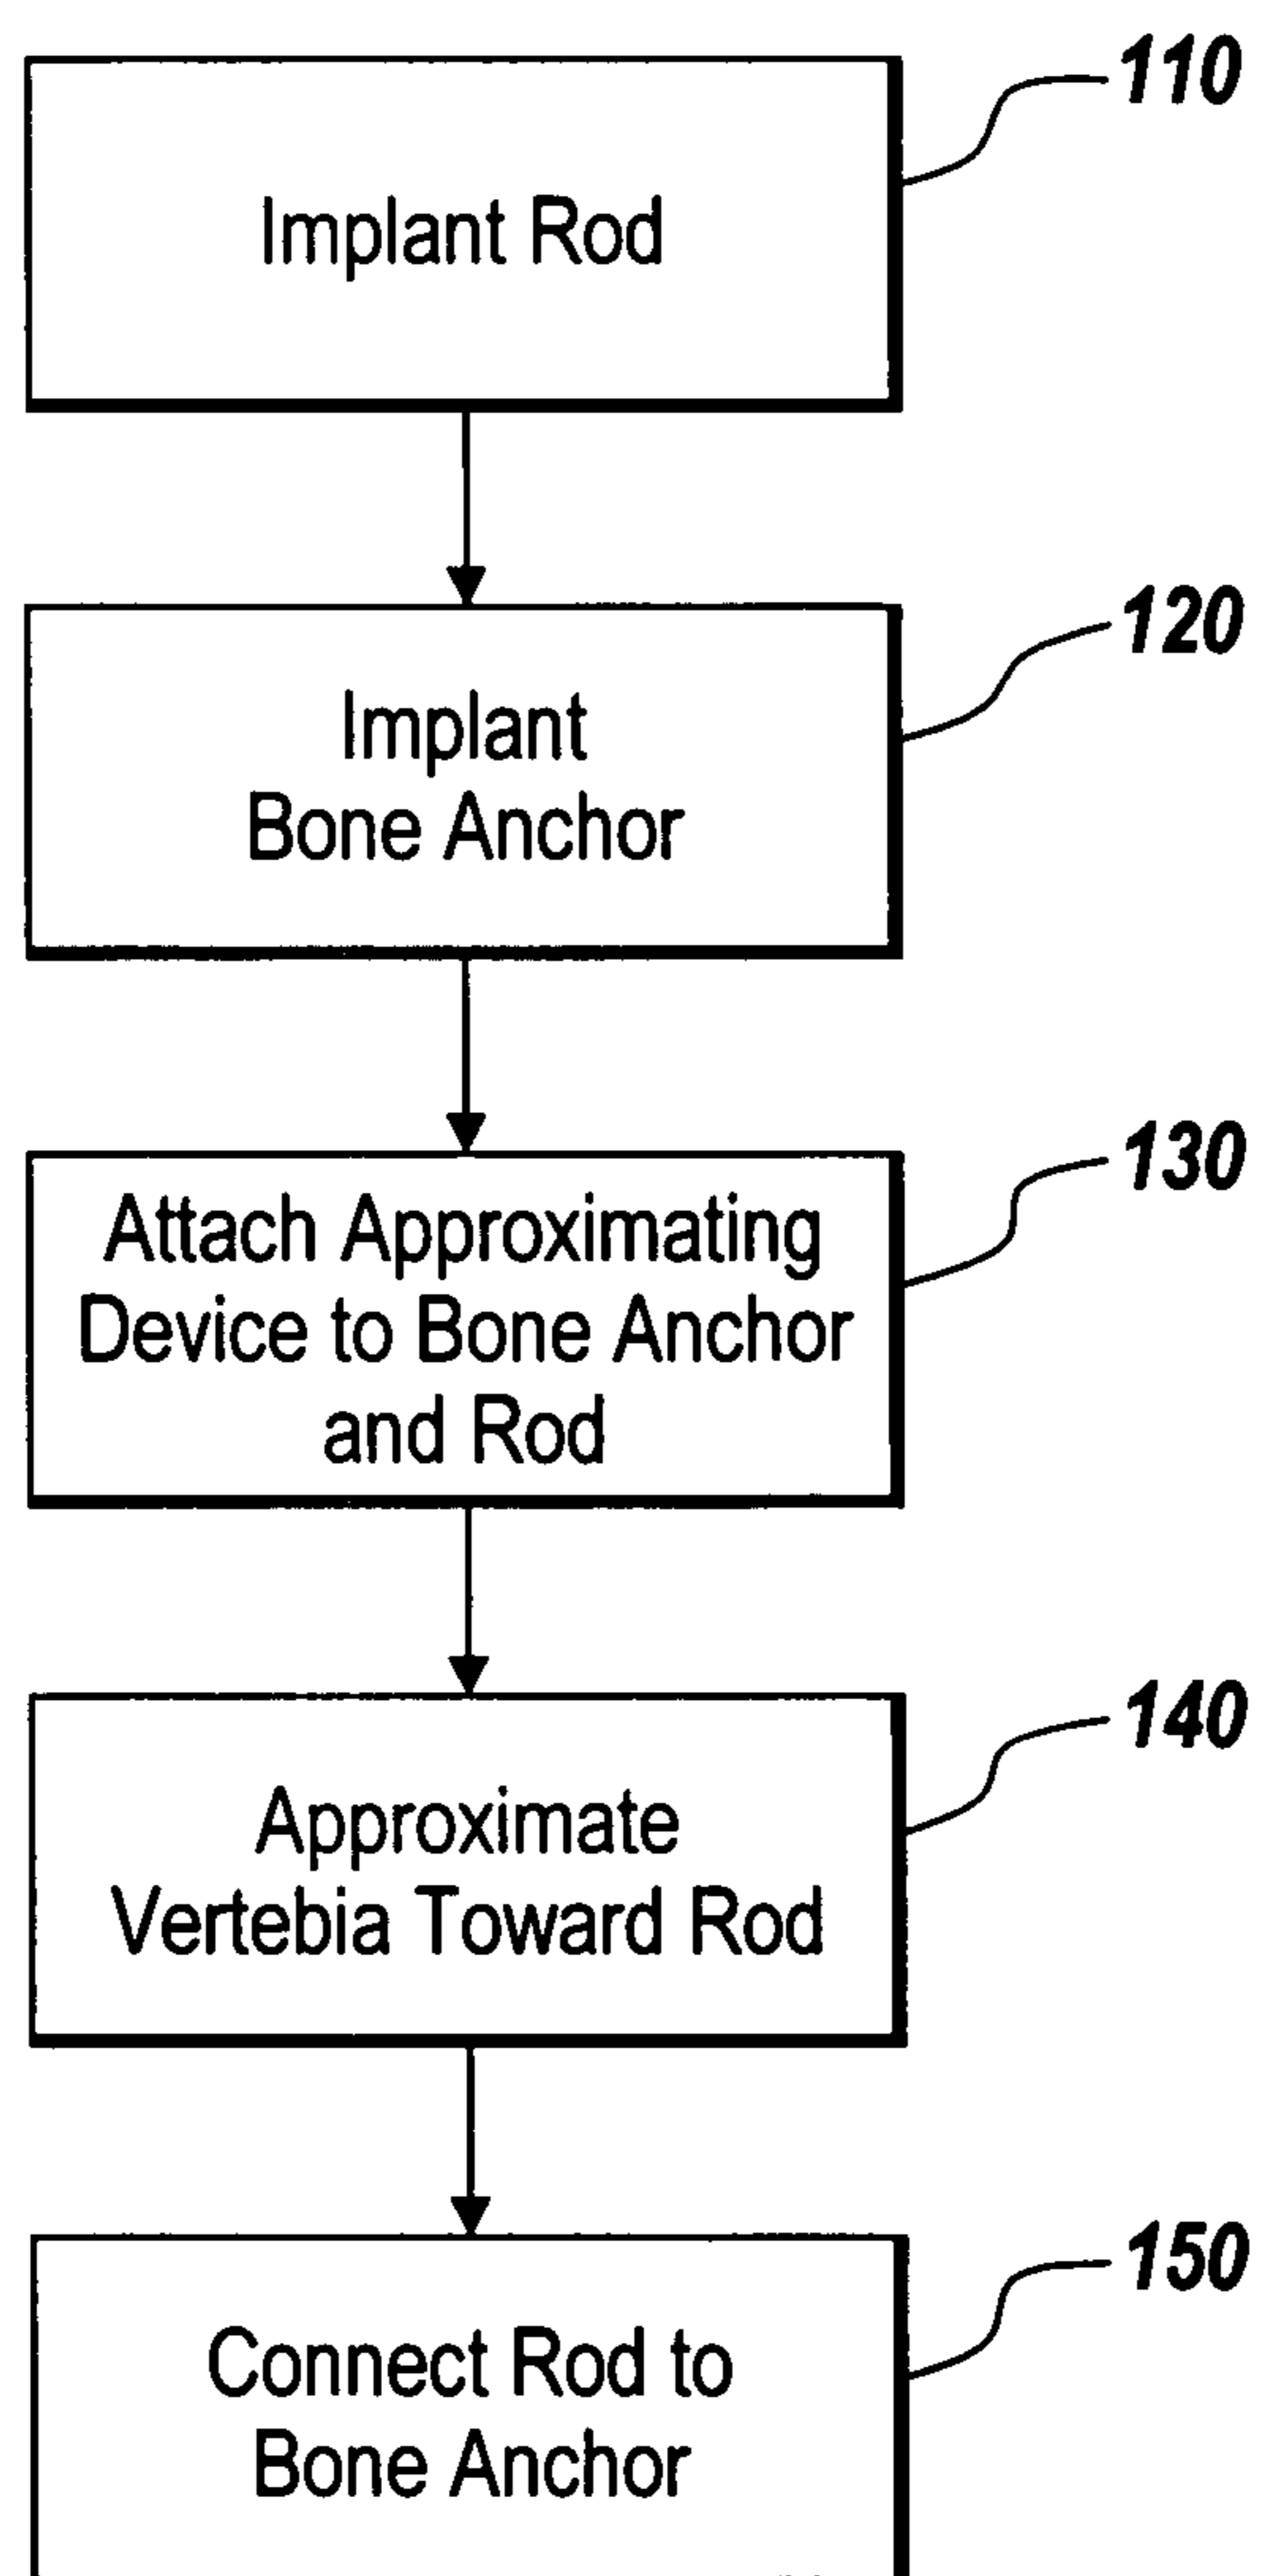 110
Implant Rod
120
Implant
Bone Anchor
130
Attach Approximating
Device to Bone Anchor
and Rod
140
Approximate
Vertebia Toward Rod
150
Connect Rod to
Bone Anchor